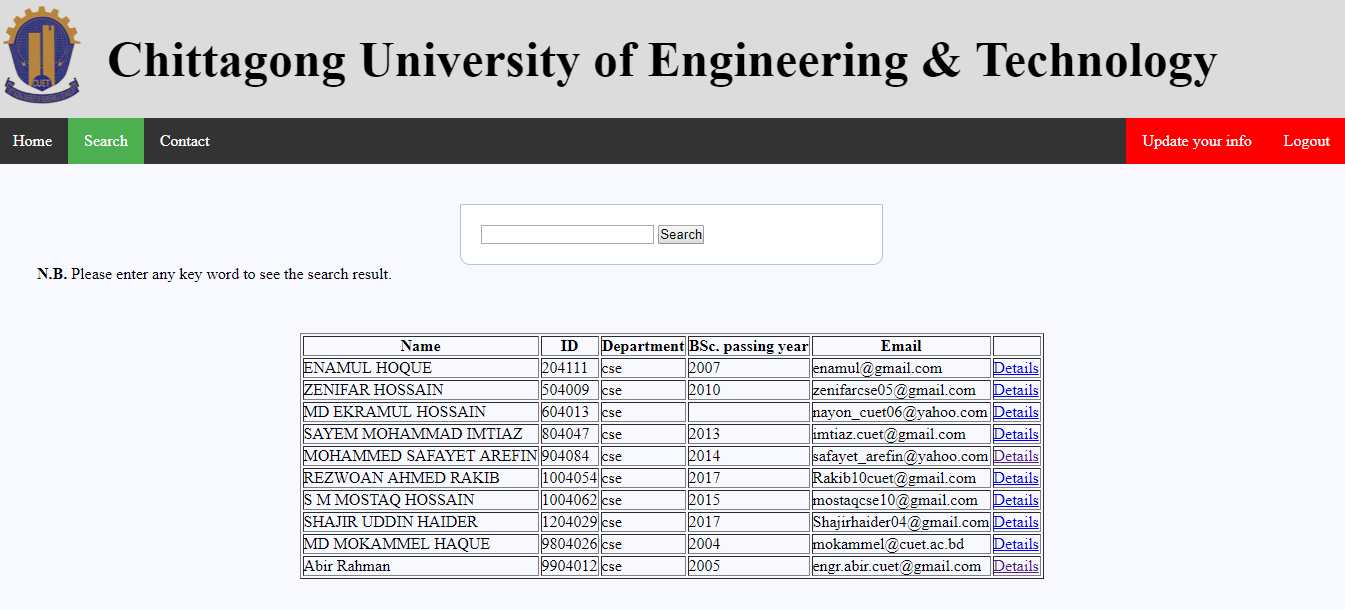 CUET
Chittagong University of Engineering & Technology
Home Search Contact Update your info Logout
Search
N.B. Please enter any key word to see the search result.
Name ID Department BSc. passing year Email
ENAMUL HOQUE 204111 cse 2007 enamul@gmail.com Details
ZENIFAR HOSSAIN 504009 cse 2010 zenifarcse05@gmail.com Details
MD EKRAMUL HOSSAIN 604013 cse nayon_cuet06@yahoo.com Details
SAYEM MOHAMMAD IMTIAZ 804047 cse 2013 imtiaz.cuet@gmail.com Details
MOHAMMED SAFAYET AREFIN 904084 cse 2014 safayet_arefin@yahoo.com Details
REZWOAN AHMED RAKIB 1004054 cse 2017 Rakib10cuet@gmail.com Details
S M MOSTAQ HOSSAIN 1004062 cse 2015 mostaqcse10@gmail.com Details
SHAJIR UDDIN HAIDER 1204029 cse 2017 Shajirhaider04@gmail.com Details
MD MOKAMMEL HAQUE 9804026 cse 2004 mokammel@cuet.ac.bd Details
Abir Rahman 9904012 cse 2005 engr.abir.cuet@gmail.com Details